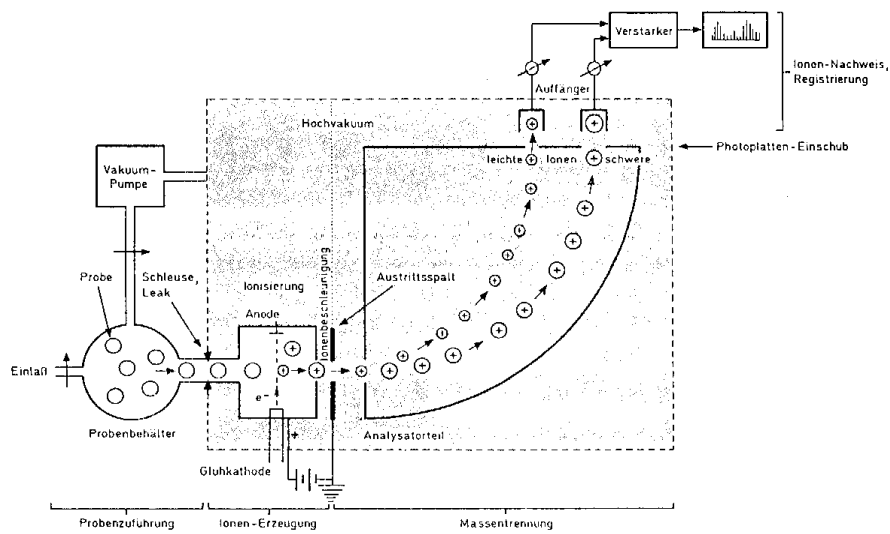 Verstarker
Ionen-Nachweis,
Registrierung
Auffänger
Hochvakuum
leichte Ionen schwere
Photoplatten-Einschub
Vakuum-
Pumpe
Probe
Schleuse,
Leak
Ionisierung
Anode
Ionenbeschleunigung
Austrittsspalt
Einlaß
e⁻
Probenbehälter
+
Analysatorteil
Gluhkathode
Probenzuführung
Ionen-Erzeugung
Massentrennung